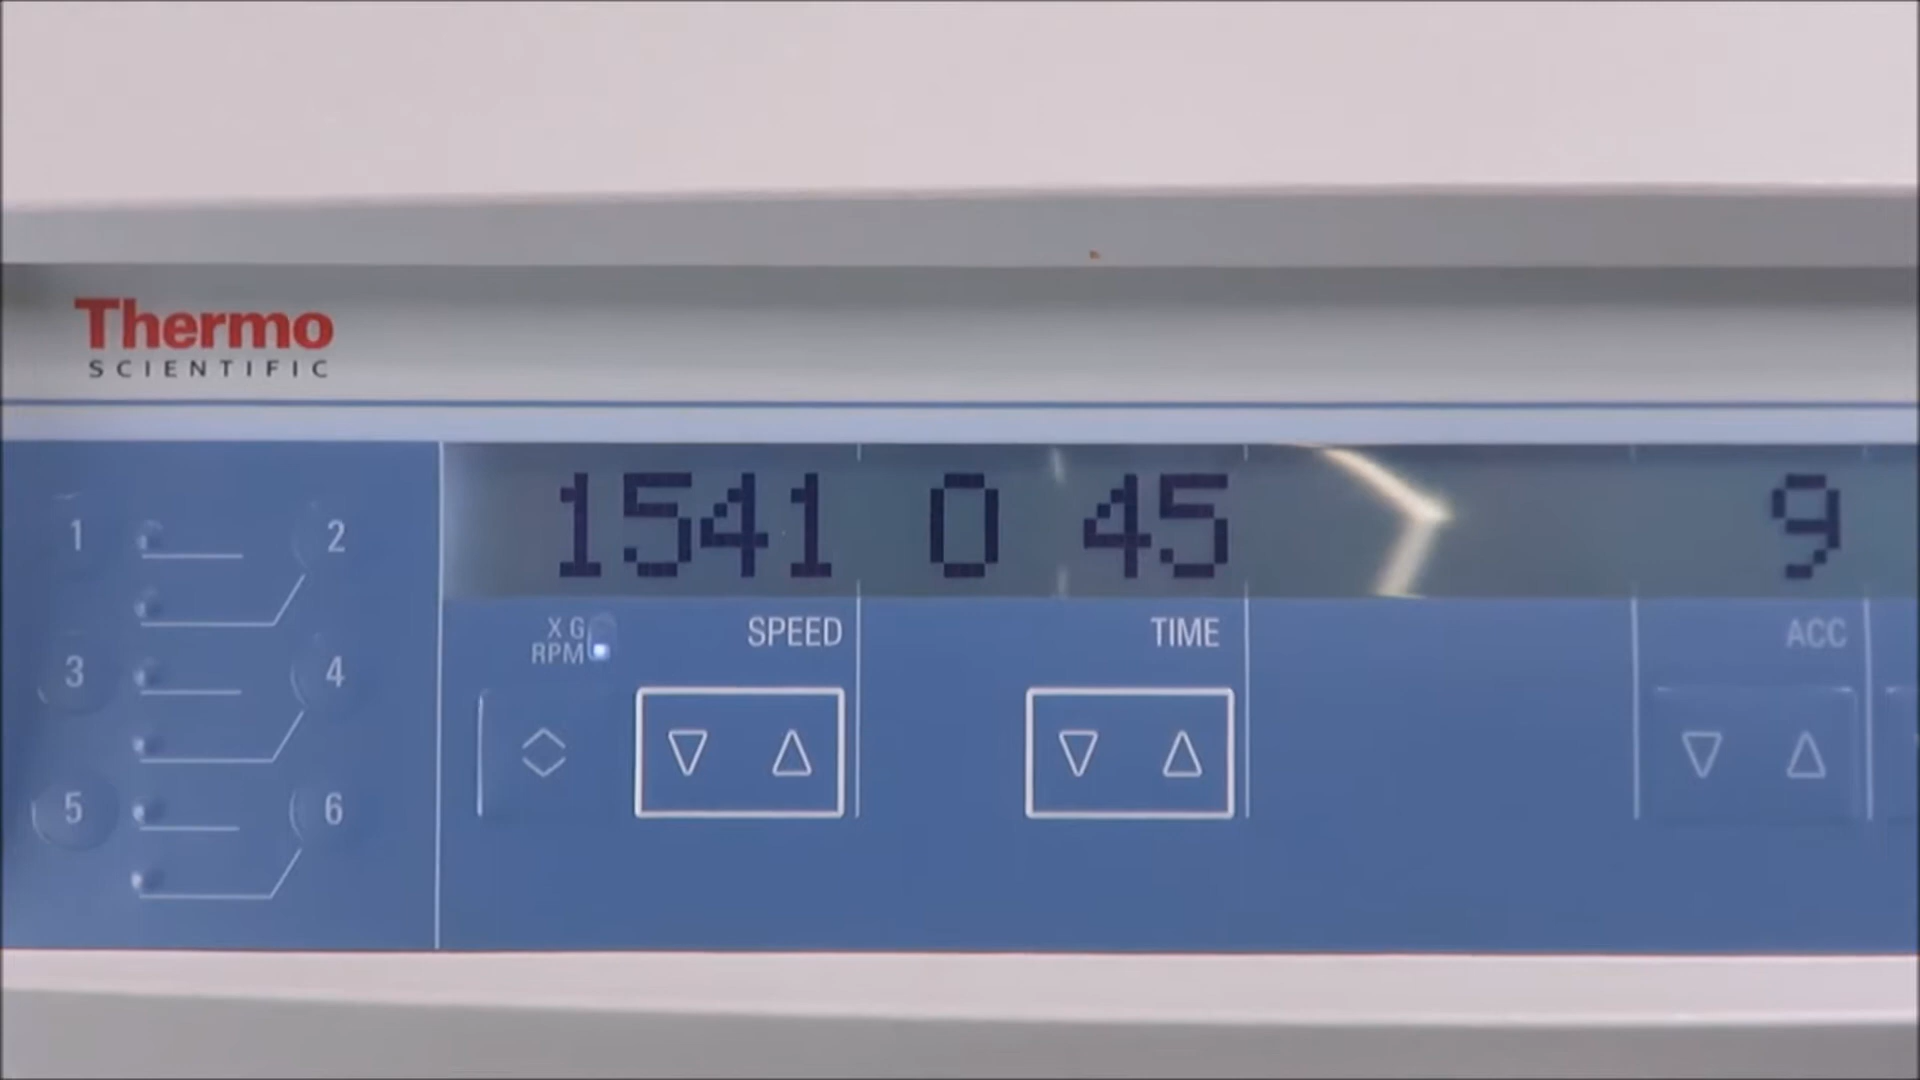 Thermo
SCIENTIFIC
1541 0 45 9
X G
RPM
SPEED
TIME
ACC
1 2
3 4
5 6